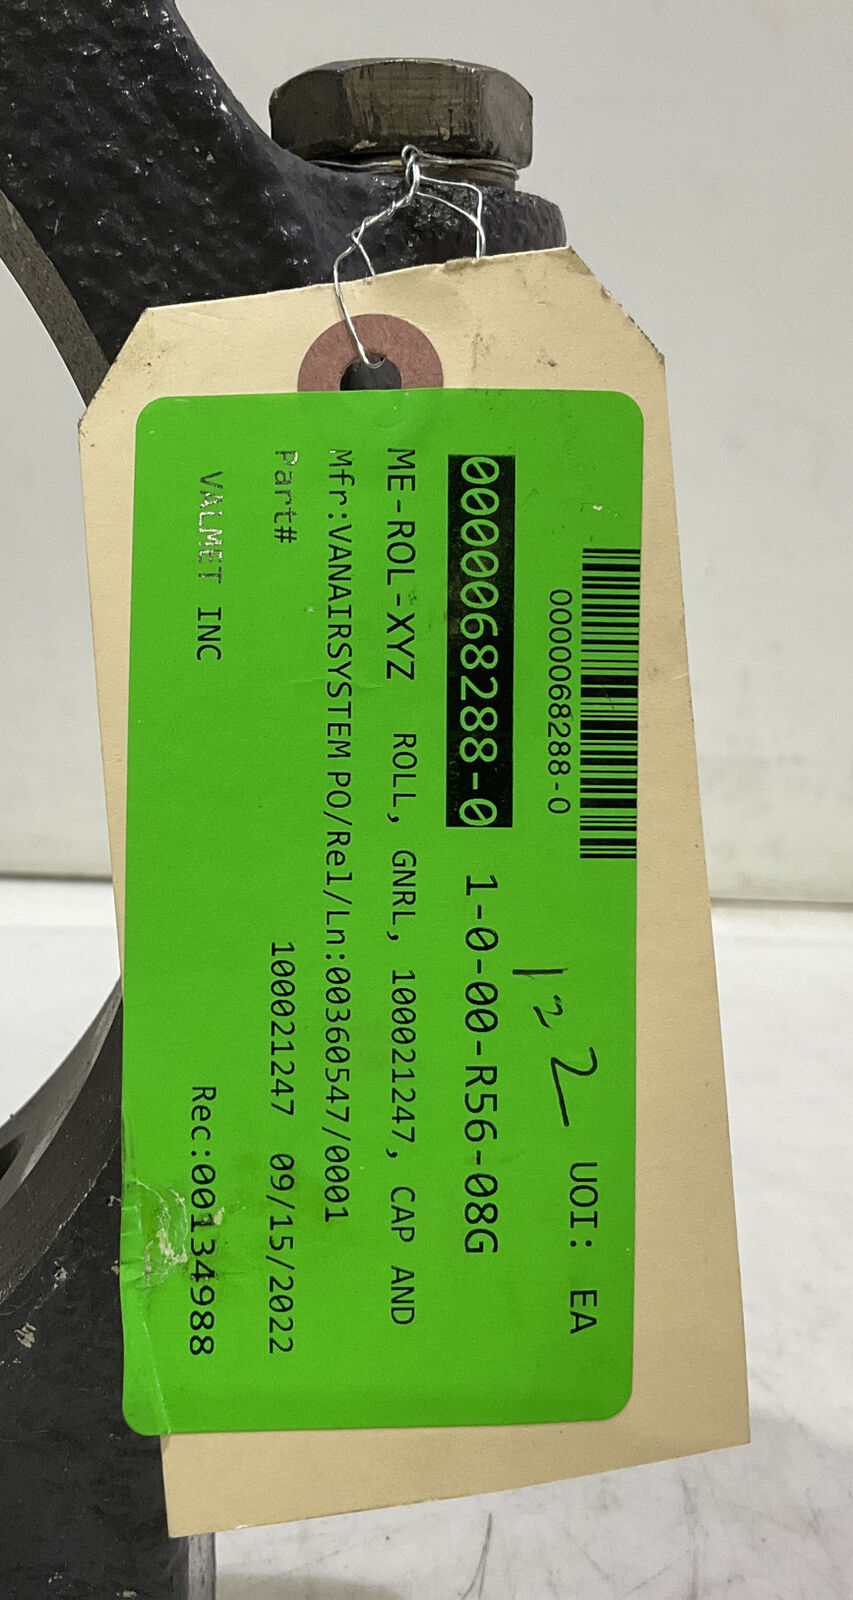 0000068288-0
UOI: EA
1 n 2
0000068288-0 1-0-00-R56-08G
ME-ROL-XYZ ROLL, GNRL, 100021247, CAP AND
Mfr:VANAIRSYSTEM PO/Rel/Ln:00360547/0001
Part# 100021247 09/15/2022
VALMET INC Rec:00134988